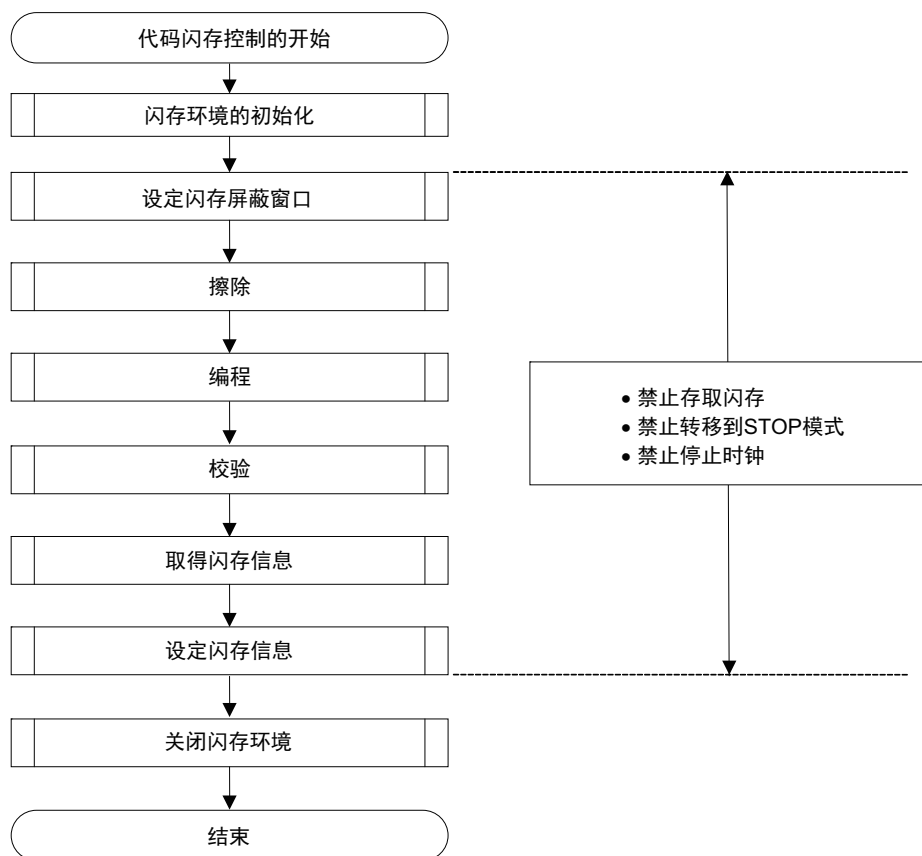 代码闪存控制的开始
闪存环境的初始化
设定闪存屏蔽窗口
擦除
编程
校验
取得闪存信息
设定闪存信息
关闭闪存环境
结束
• 禁止存取闪存
• 禁止转移到STOP模式
• 禁止停止时钟